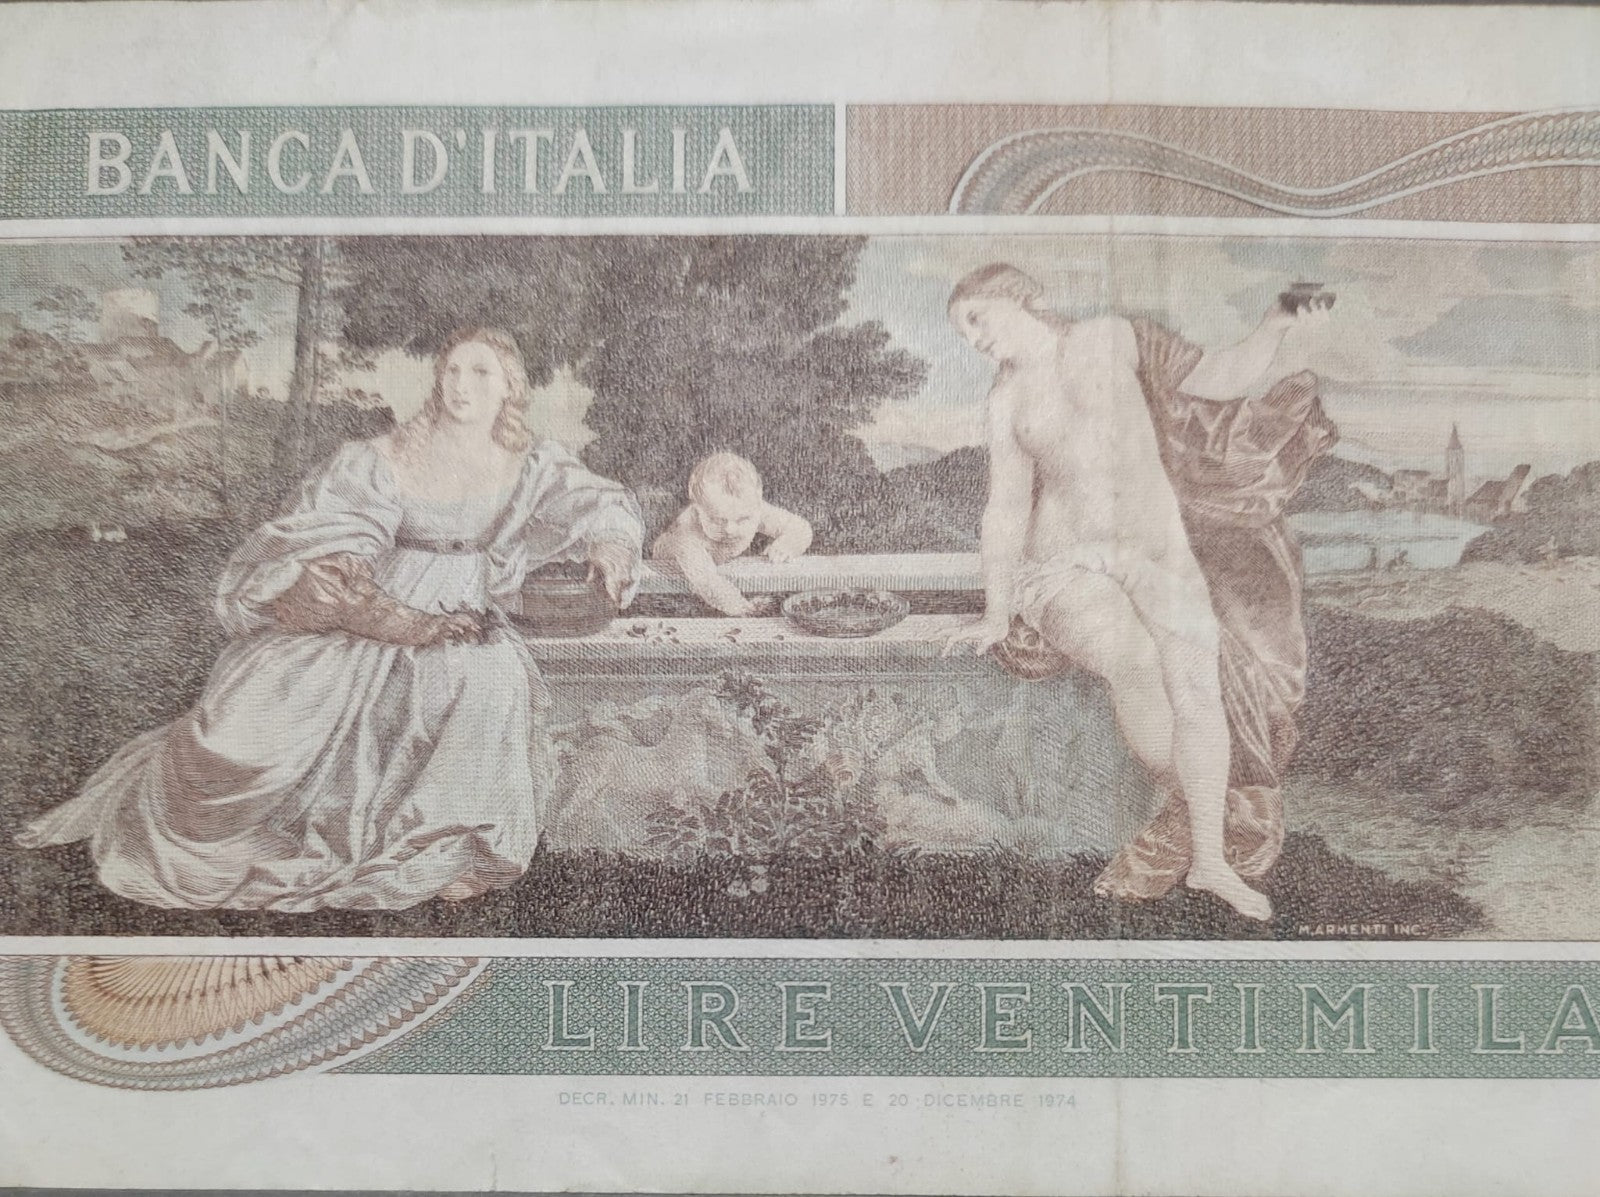 BANCA D'ITALIA
M. ARMENTI INC.
LIRE VENTIMILA
DECR. MIN. 21 FEBBRAIO 1975 E 20 DICEMBRE 1974